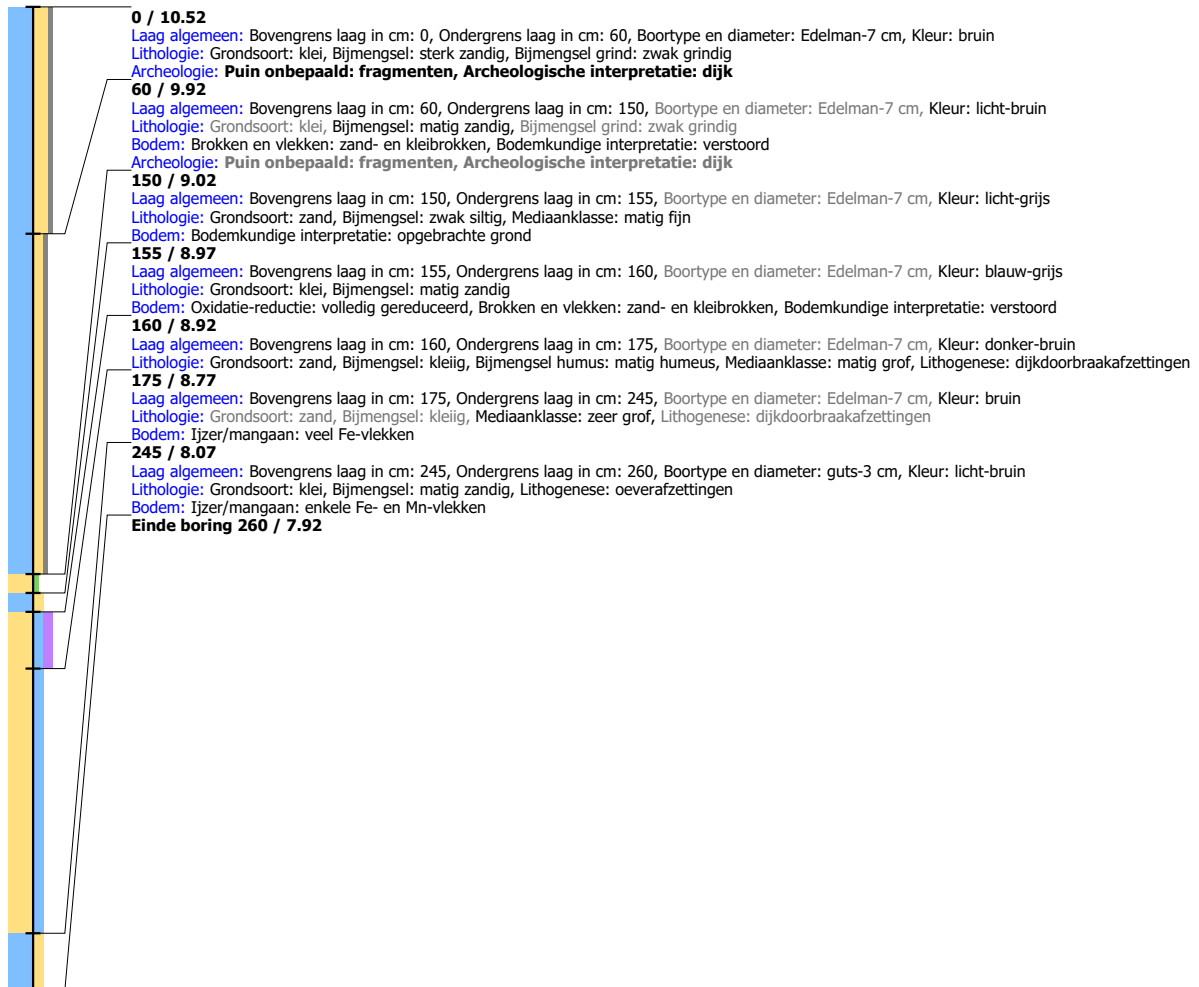 0 / 10.52
Laag algemeen: Bovengrens laag in cm: 0, Ondergrens laag in cm: 60, Boortype en diameter: Edelman-7 cm, Kleur: bruin
Lithologie: Grondsoort: klei, Bijmengsel: sterk zandig, Bijmengsel grind: zwak grindig
Archeologie: Puin onbepaald: fragmenten, Archeologische interpretatie: dijk
60 / 9.92
Laag algemeen: Bovengrens laag in cm: 60, Ondergrens laag in cm: 150, Boortype en diameter: Edelman-7 cm, Kleur: licht-bruin
Lithologie: Grondsoort: klei, Bijmengsel: matig zandig, Bijmengsel grind: zwak grindig
Bodem: Brokken en vlekken: zand- en kleibrokken, Bodemkundige interpretatie: verstoord
Archeologie: Puin onbepaald: fragmenten, Archeologische interpretatie: dijk
150 / 9.02
Laag algemeen: Bovengrens laag in cm: 150, Ondergrens laag in cm: 155, Boortype en diameter: Edelman-7 cm, Kleur: licht-grijs
Lithologie: Grondsoort: zand, Bijmengsel: zwak siltig, Mediaanklasse: matig fijn
Bodem: Bodemkundige interpretatie: opgebrachte grond
155 / 8.97
Laag algemeen: Bovengrens laag in cm: 155, Ondergrens laag in cm: 160, Boortype en diameter: Edelman-7 cm, Kleur: blauw-grijs
Lithologie: Grondsoort: klei, Bijmengsel: matig zandig
Bodem: Oxidatie-reductie: volledig gereduceerd, Brokken en vlekken: zand- en kleibrokken, Bodemkundige interpretatie: verstoord
160 / 8.92
Laag algemeen: Bovengrens laag in cm: 160, Ondergrens laag in cm: 175, Boortype en diameter: Edelman-7 cm, Kleur: donker-bruin
Lithologie: Grondsoort: zand, Bijmengsel: kleiig, Bijmengsel humus: matig humeus, Mediaanklasse: matig grof, Lithogenese: dijkdoorbraakafzettingen
175 / 8.77
Laag algemeen: Bovengrens laag in cm: 175, Ondergrens laag in cm: 245, Boortype en diameter: Edelman-7 cm, Kleur: bruin
Lithologie: Grondsoort: zand, Bijmengsel: kleiig, Mediaanklasse: zeer grof, Lithogenese: dijkdoorbraakafzettingen
Bodem: Ijzer/mangaan: veel Fe-vlekken
245 / 8.07
Laag algemeen: Bovengrens laag in cm: 245, Ondergrens laag in cm: 260, Boortype en diameter: guts-3 cm, Kleur: licht-bruin
Lithologie: Grondsoort: klei, Bijmengsel: matig zandig, Lithogenese: oeverafzettingen
Bodem: Ijzer/mangaan: enkele Fe- en Mn-vlekken
Einde boring 260 / 7.92